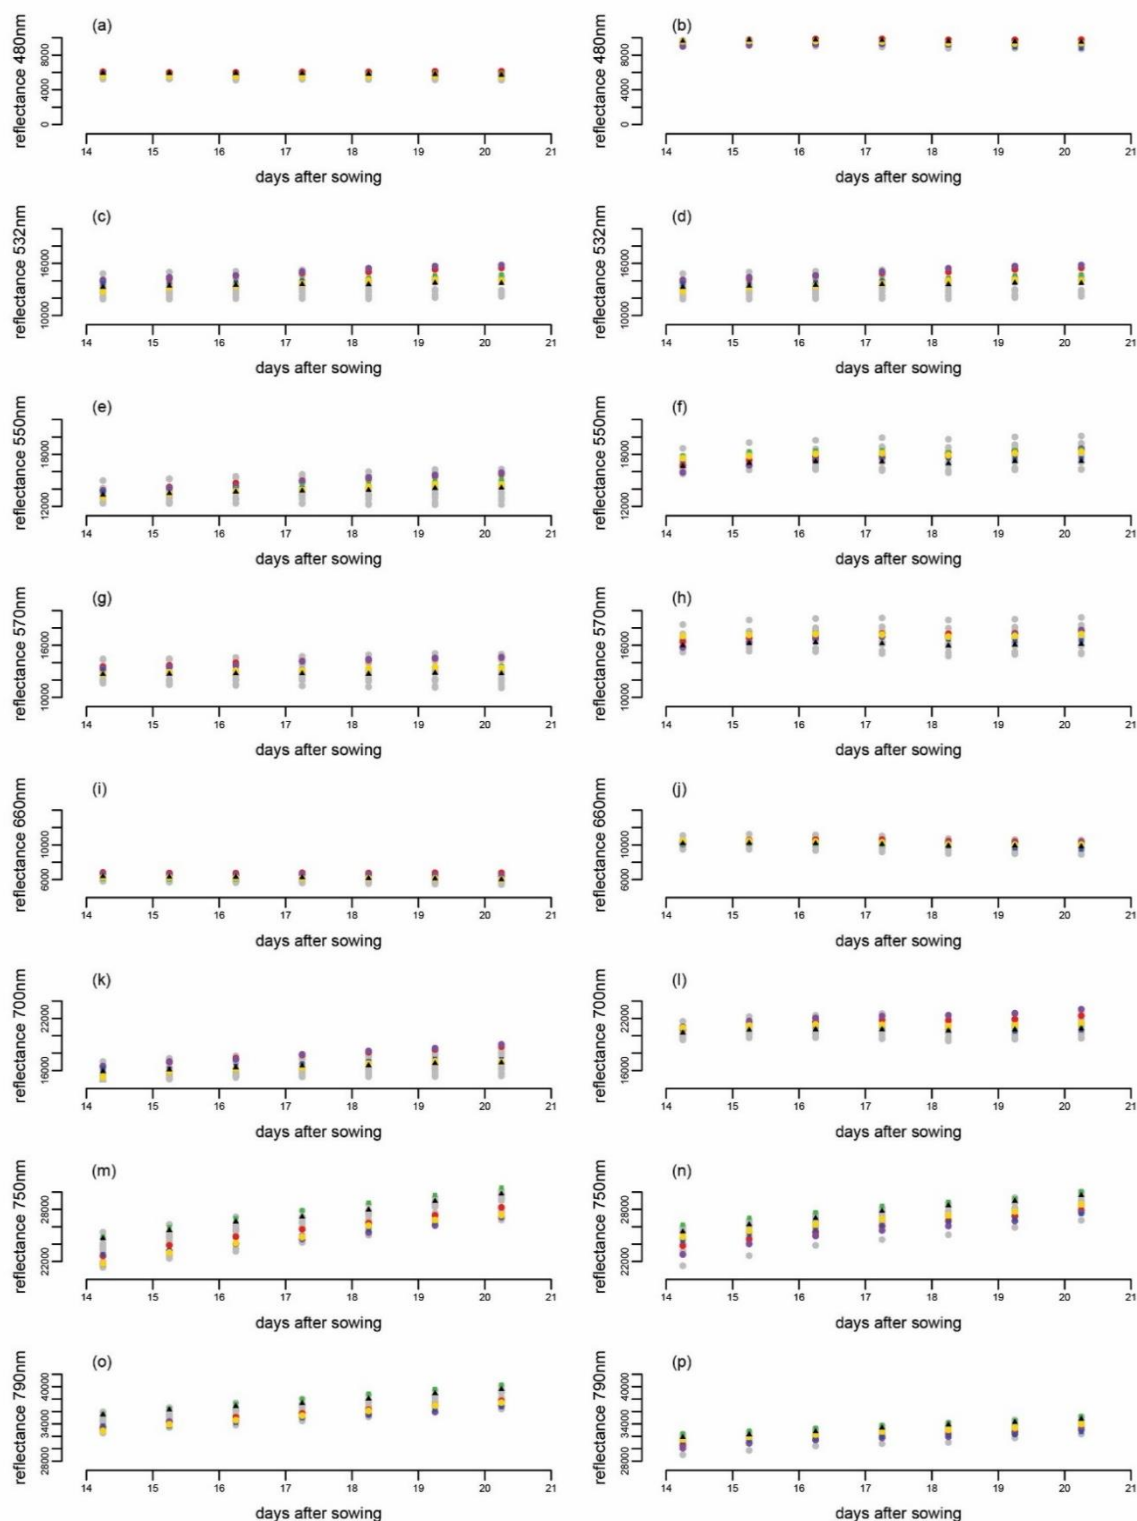 (a)
reflectance 480nm
8000
4000
0
14 15 16 17 18 19 20 21
days after sowing
(b)
reflectance 480nm
8000
4000
0
14 15 16 17 18 19 20 21
days after sowing
(c)
reflectance 532nm
16000
10000
14 15 16 17 18 19 20 21
days after sowing
(d)
reflectance 532nm
16000
10000
14 15 16 17 18 19 20 21
days after sowing
(e)
reflectance 550nm
18000
12000
14 15 16 17 18 19 20 21
days after sowing
(f)
reflectance 550nm
18000
12000
14 15 16 17 18 19 20 21
days after sowing
(g)
reflectance 570nm
16000
10000
14 15 16 17 18 19 20 21
days after sowing
(h)
reflectance 570nm
16000
10000
14 15 16 17 18 19 20 21
days after sowing
(i)
reflectance 660nm
10000
6000
14 15 16 17 18 19 20 21
days after sowing
(j)
reflectance 660nm
10000
6000
14 15 16 17 18 19 20 21
days after sowing
(k)
reflectance 700nm
22000
16000
14 15 16 17 18 19 20 21
days after sowing
(l)
reflectance 700nm
22000
16000
14 15 16 17 18 19 20 21
days after sowing
(m)
reflectance 750nm
28000
22000
14 15 16 17 18 19 20 21
days after sowing
(n)
reflectance 750nm
28000
22000
14 15 16 17 18 19 20 21
days after sowing
(o)
reflectance 790nm
40000
34000
28000
14 15 16 17 18 19 20 21
days after sowing
(p)
reflectance 790nm
40000
34000
28000
14 15 16 17 18 19 20 21
days after sowing